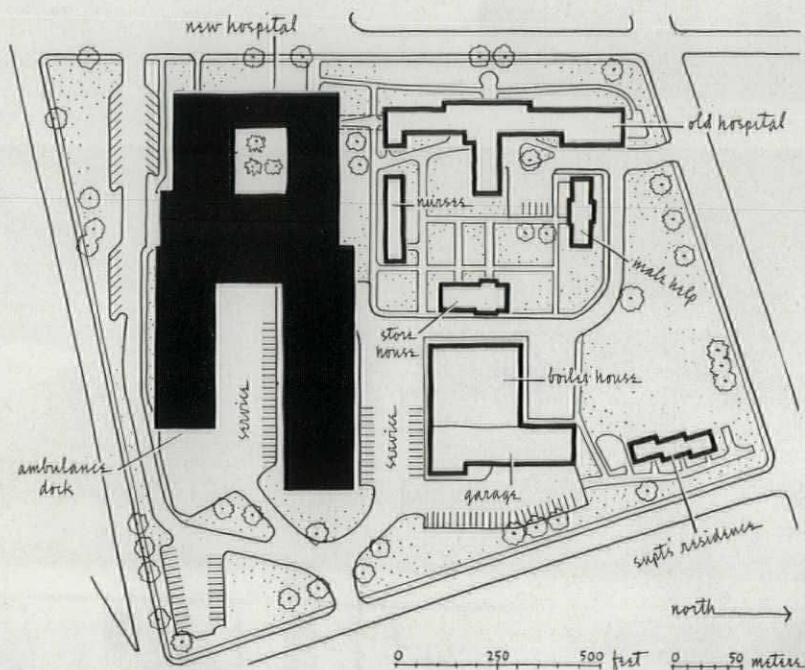 new hospital
old hospital
nurses
male help
store
house
boiler house
service
service
ambulance
dock
garage
supts' residence
north
0 250 500 feet 0 50 meters